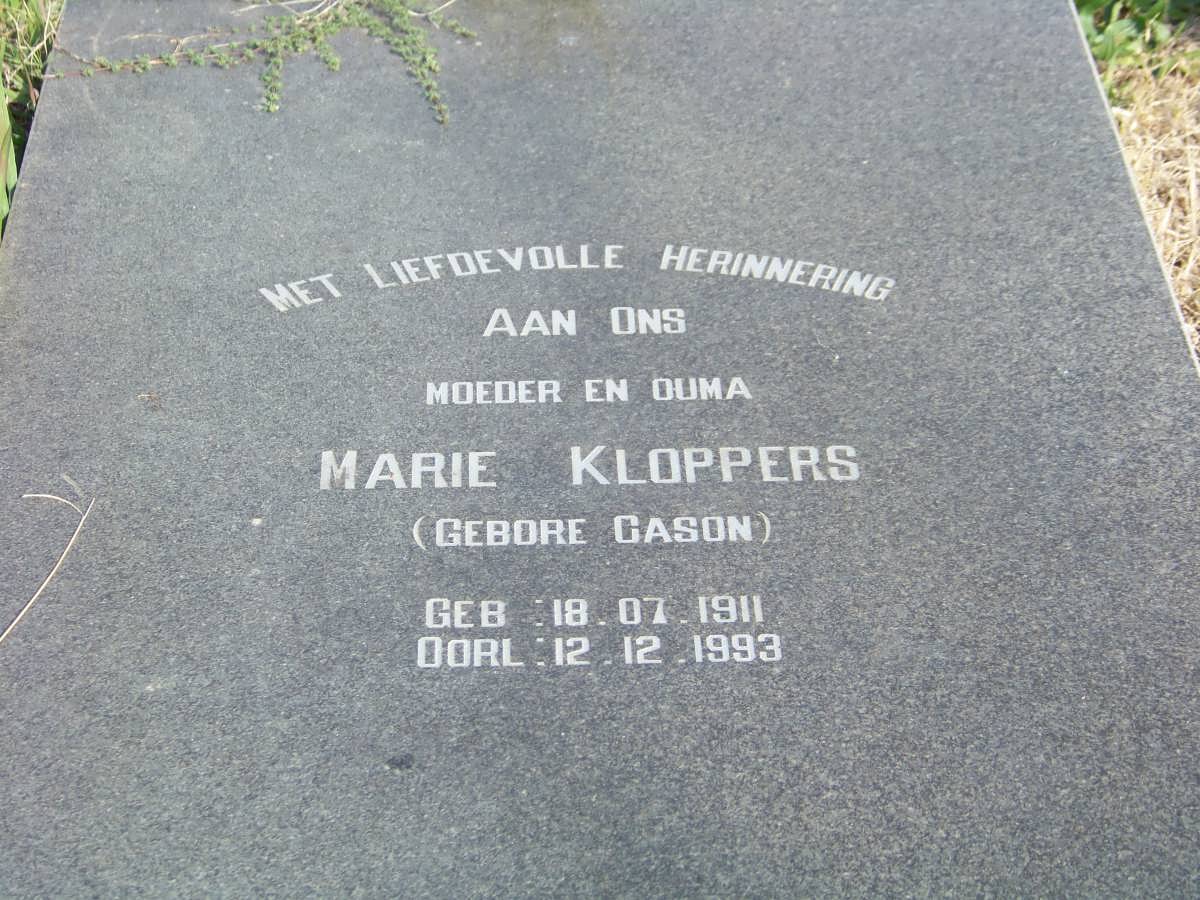 MET LIEFDEVOLLE HERINNERING
AAN ONS
MOEDER EN OUMA
MARIE KLOPPERS
(GEBORE CASON)
GEB : 18. 07. 1911
OORL : 12. 12. 1993